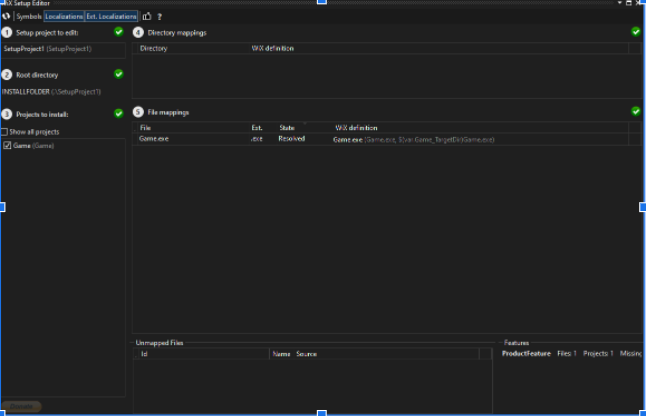 WiX Setup Editor
Symbols Localizations Ext. Localizations ?
1 Setup project to edit:
SetupProject1 (SetupProject1)
2 Root directory
INSTALLFOLDER (.\SetupProject1)
3 Projects to install:
Show all projects
Game (Game)
4 Directory mappings
Directory WiX definition
5 File mappings
File Ext. State WiX definition
Game.exe .exe Resolved Game.exe (Game.exe, $(var.Game_TargetDir)Game.exe)
Unmapped Files
Id Name Source
Features
ProductFeature Files: 1 Projects: 1 Missing